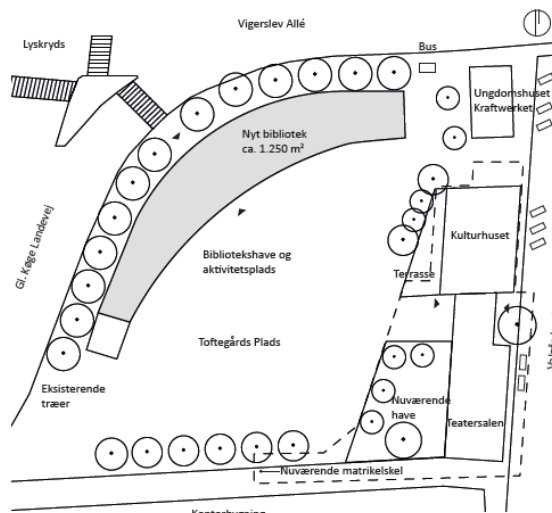 Vigerslev Allé
Lyskryds
Bus
Ungdomshuset
Kraftwerket
Nyt bibliotek
ca. 1.250 m²
Kulturhuset
Gl. Køge Landevej
Bibliotekshave og
aktivitetsplads
Terrasse
Toftegårds Plads
Eksisterende
træer
Nuværende
have
Teatersalen
Nuværende matrikelskel